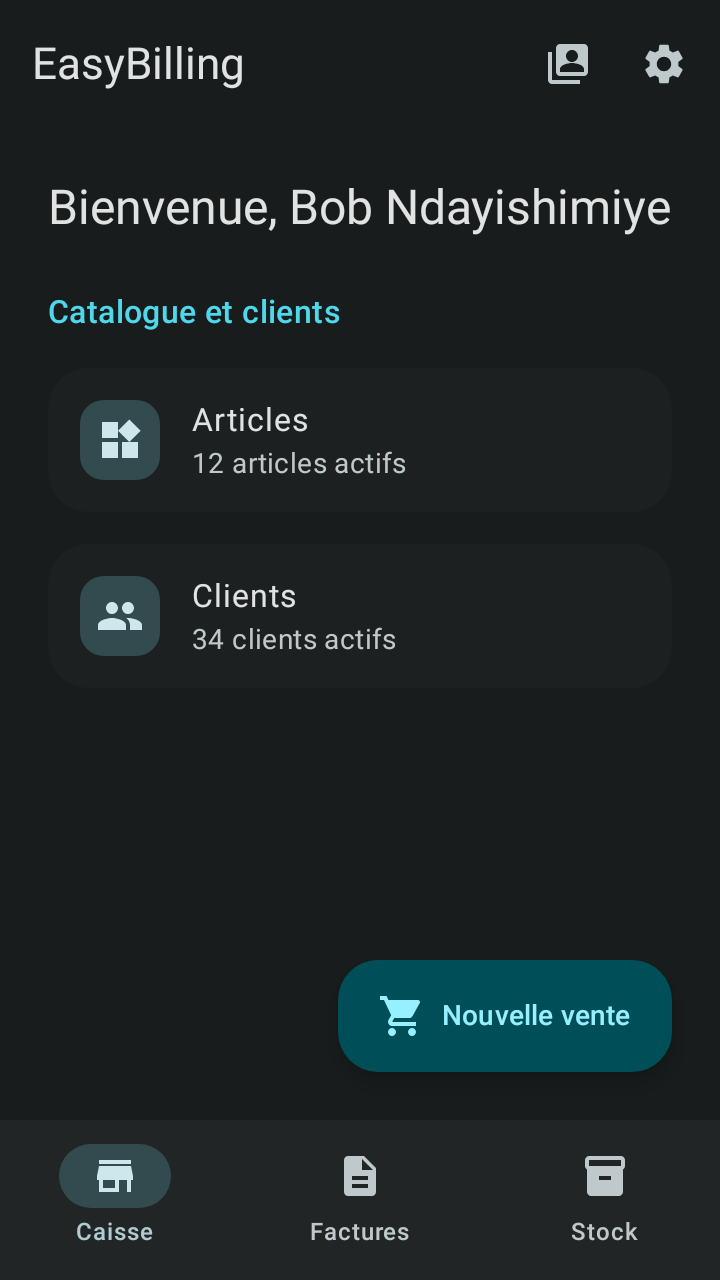 EasyBilling
Bienvenue, Bob Ndayishimiye
Catalogue et clients
Articles
12 articles actifs
Clients
34 clients actifs
Nouvelle vente
Caisse
Factures
Stock